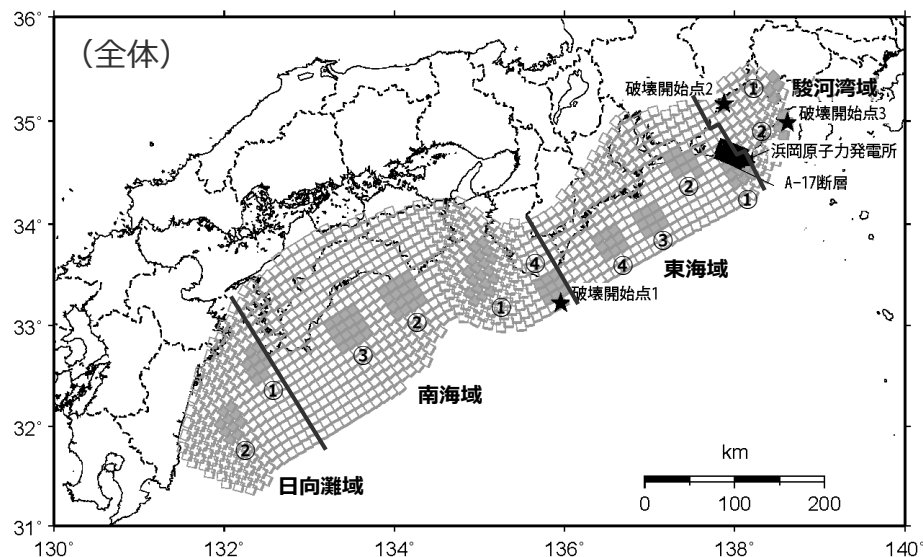 36°
（全体）
破壊開始点2
①
駿河湾域
35°
②
破壊開始点3
浜岡原子力発電所
②
A-17断層
①
34°
③
④
④
東海域
破壊開始点1
33°
①
②
③
①
南海域
32°
②
日向灘域
km
0 100 200
31°
130° 132° 134° 136° 138° 140°